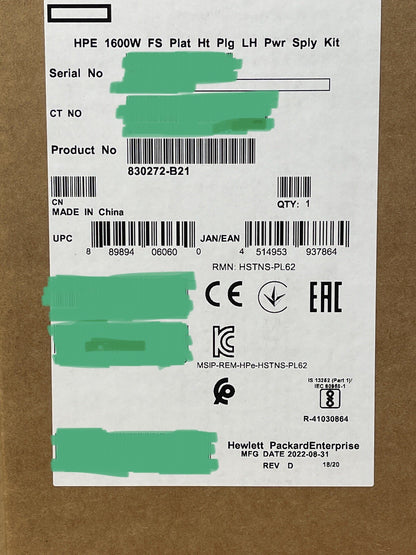 HPE 1600W FS Plat Ht Plg LH Pwr Sply Kit
Serial No
CT NO
Product No
830272-B21
CN
QTY: 1
MADE IN China
UPC
8 89894 06060 0
JAN/EAN
4 514953 937864
RMN: HSTNS-PL62
CE
EAC
MSIP-REM-HPe-HSTNS-PL62
IS 13252 (Part 1)/
IEC 60950-1
R-41030864
Hewlett PackardEnterprise
MFG DATE 2022-08-31
REV D
18/20